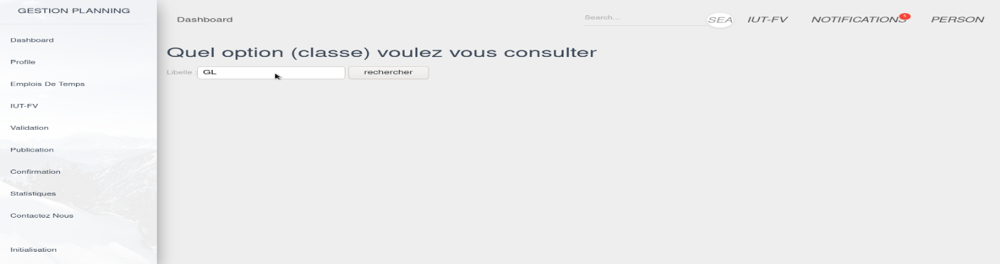 GESTION PLANNING
Dashboard
Profile
Emplois De Temps
IUT-FV
Validation
Publication
Confirmation
Statistiques
Contactez Nous
Initialisation
Dashboard
Search...
SEA
IUT-FV
NOTIFICATIONS
5
PERSON
Quel option (classe) voulez vous consulter
Libelle : GL rechercher